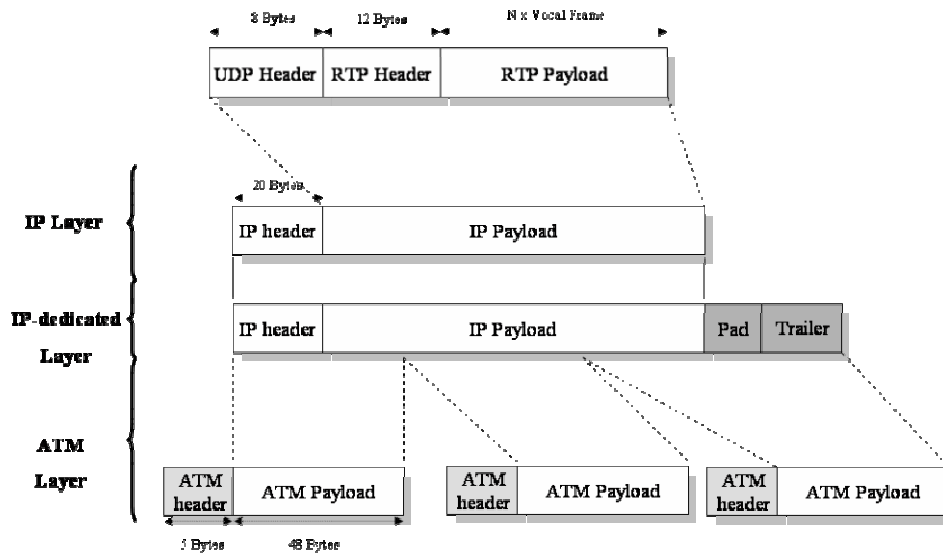 8 Bytes 12 Bytes N x Vocal Frame
UDP Header RTP Header RTP Payload
20 Bytes
IP Layer
IP header IP Payload
IP-dedicated
Layer
IP header IP Payload Pad Trailer
ATM
Layer
ATM
header ATM Payload
ATM
header ATM Payload
ATM
header ATM Payload
5 Bytes 48 Bytes